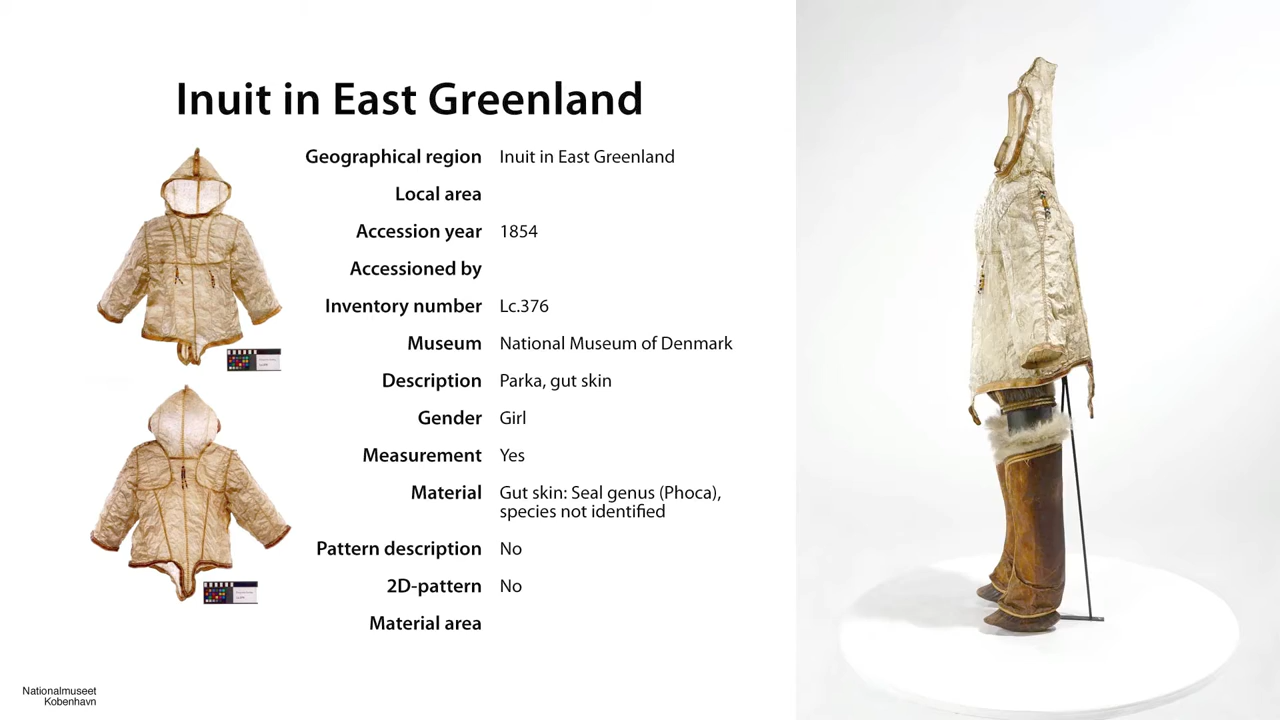 Inuit in East Greenland
Geographical region Inuit in East Greenland
Local area
Accession year 1854
Accessioned by
Inventory number Lc.376
Museum National Museum of Denmark
Description Parka, gut skin
Gender Girl
Measurement Yes
Material Gut skin: Seal genus (Phoca),
species not identified
Pattern description No
2D-pattern No
Material area
Nationalmuseet
Kobenhavn